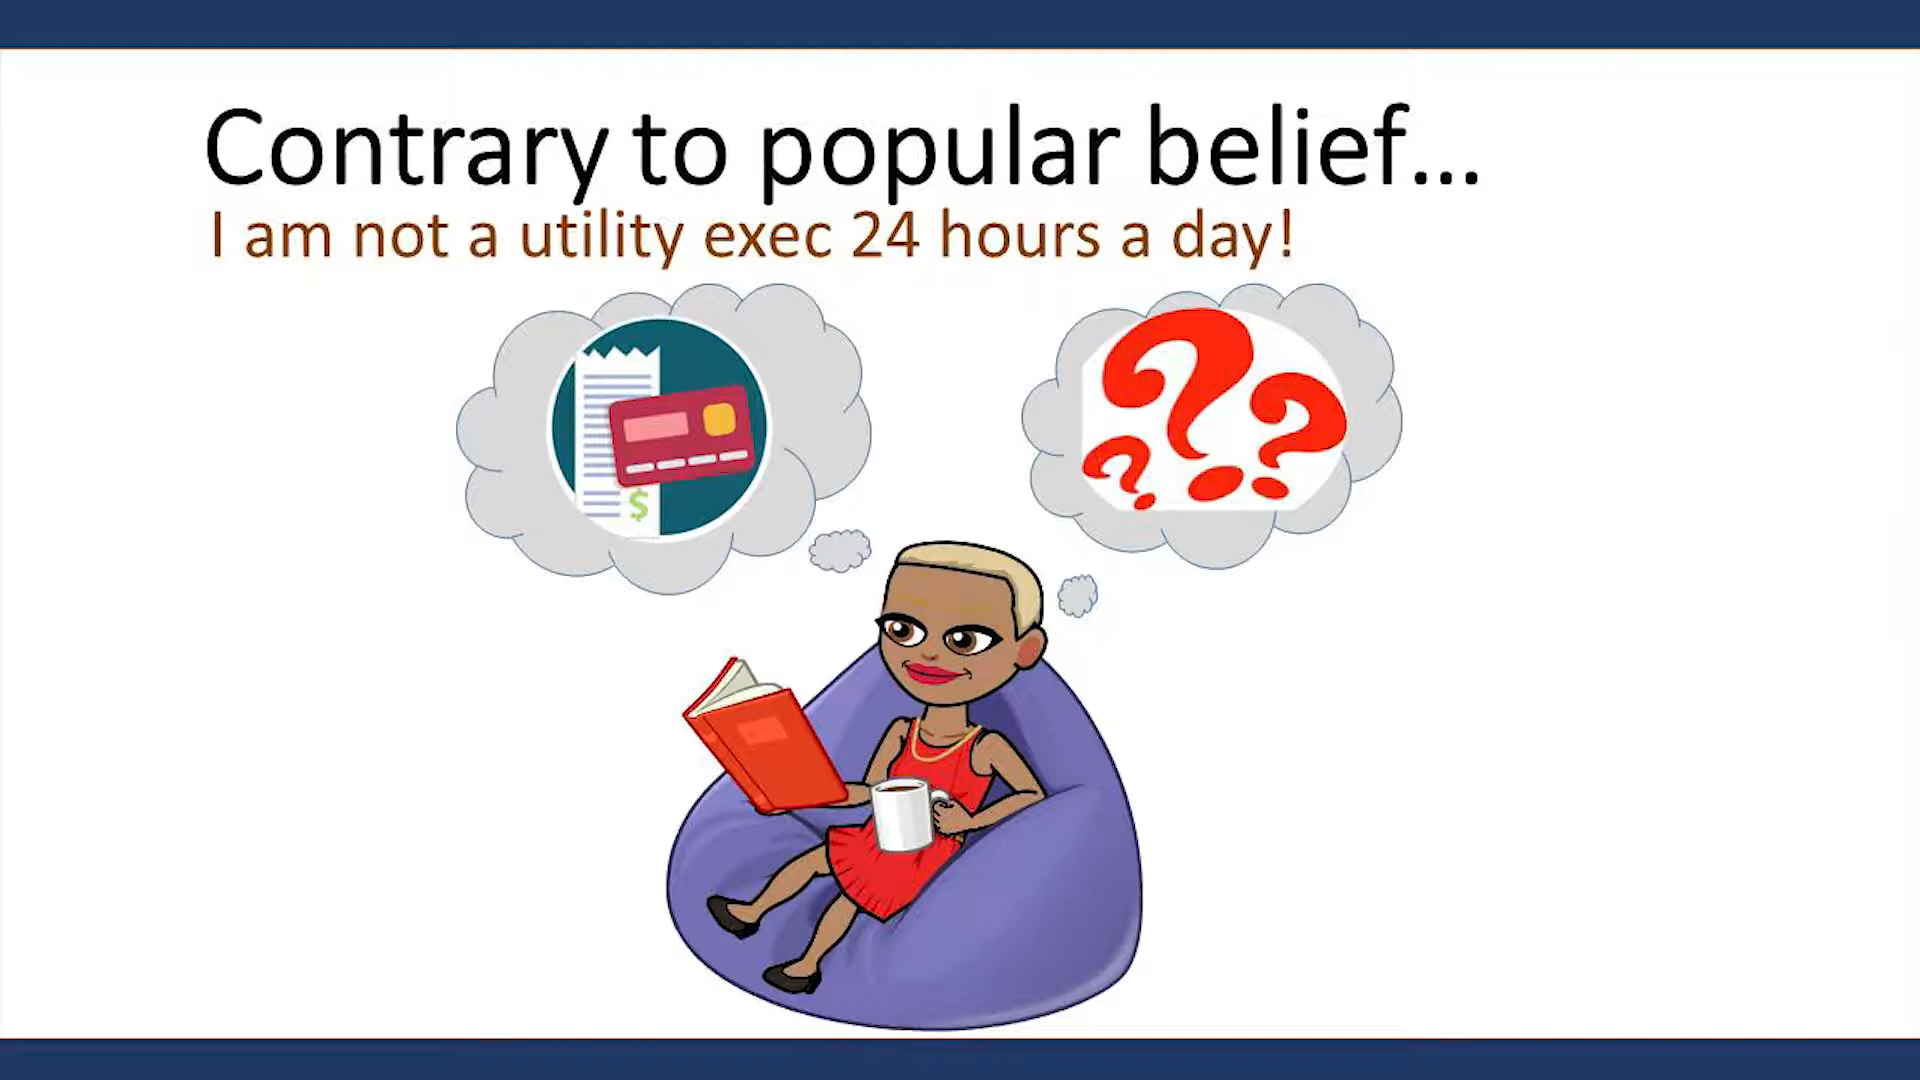 Contrary to popular belief...
I am not a utility exec 24 hours a day!
$
? ? ?